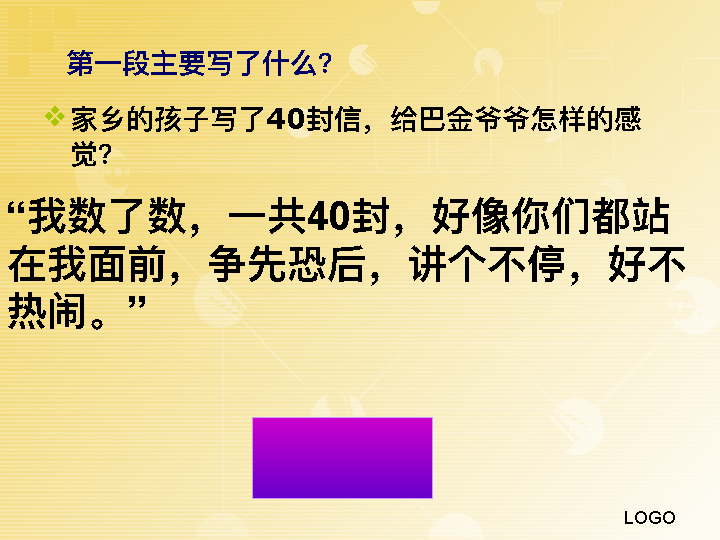 第一段主要写了什么？
家乡的孩子写了40封信，给巴金爷爷怎样的感
觉？
“我数了数，一共40封，好像你们都站
在我面前，争先恐后，讲个不停，好不
热闹。”
LOGO